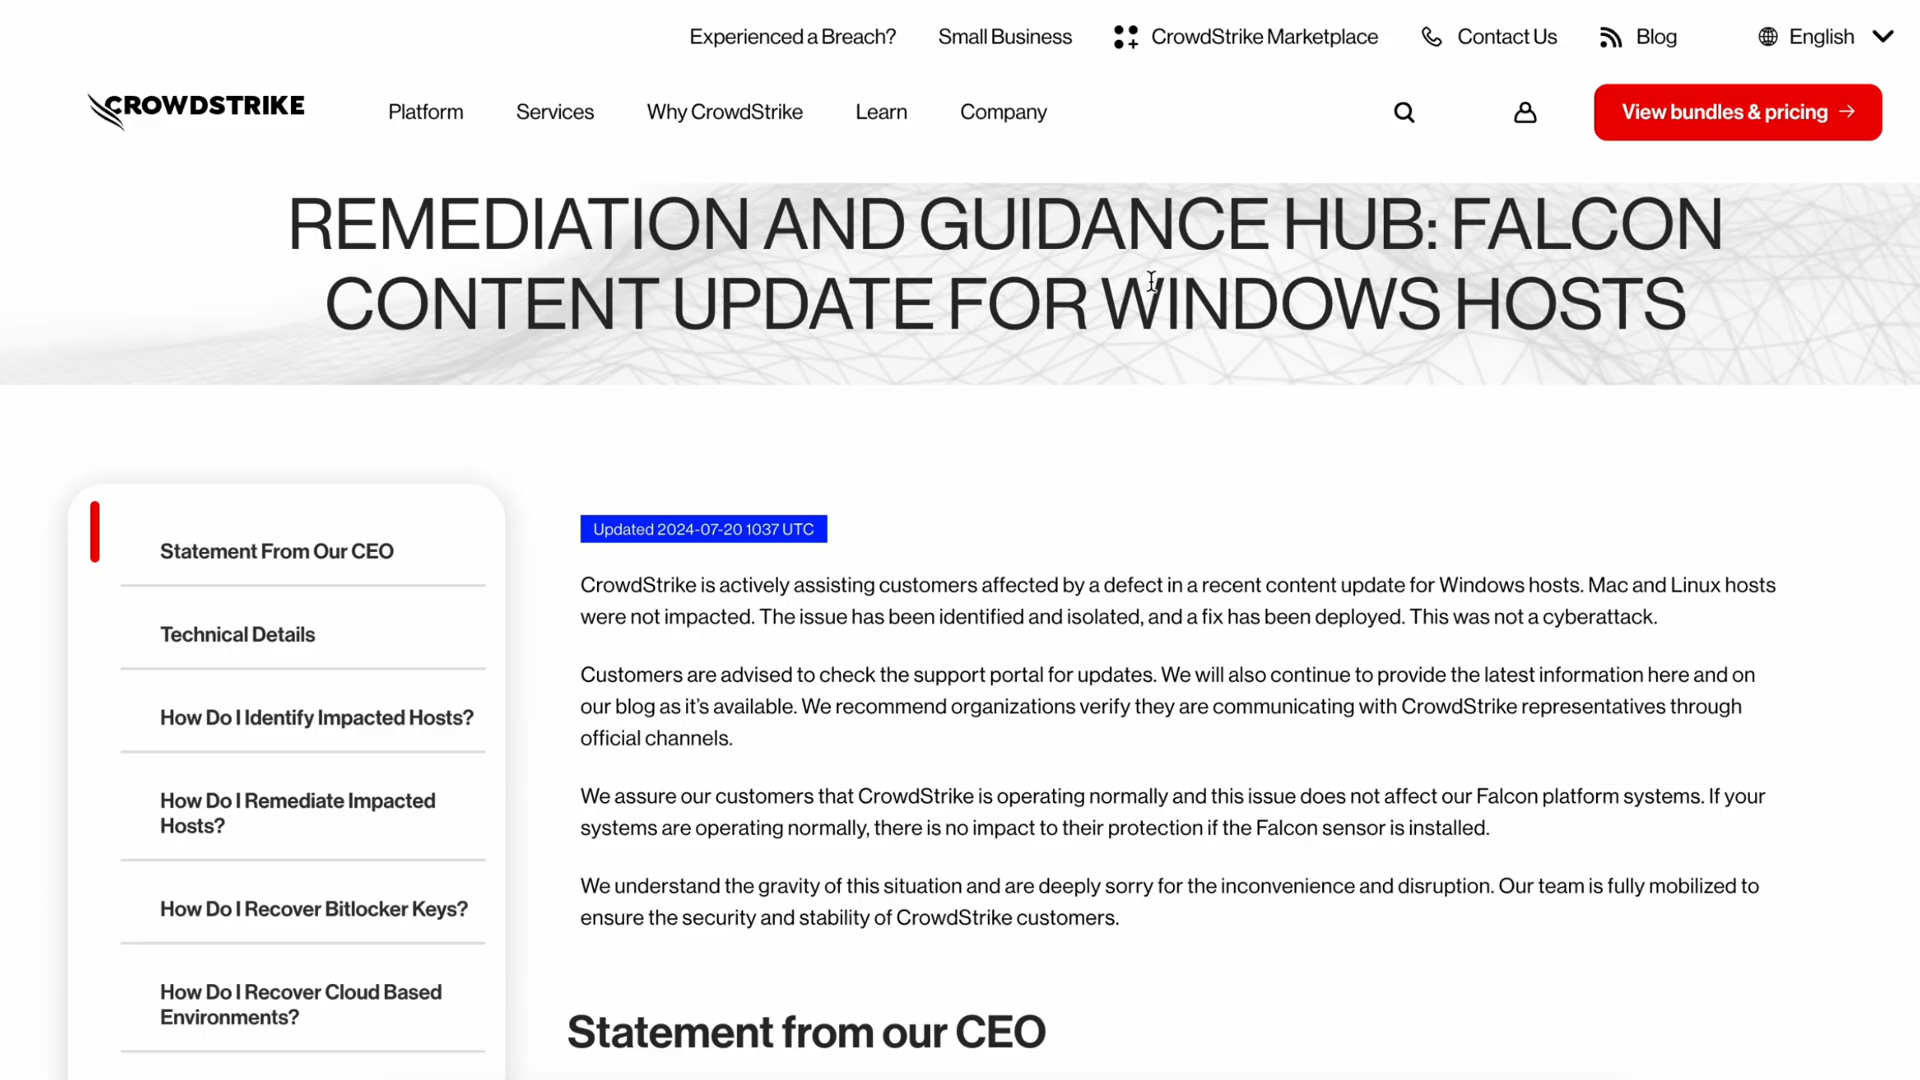 Experienced a Breach? Small Business CrowdStrike Marketplace Contact Us Blog English
CROWDSTRIKE Platform Services Why CrowdStrike Learn Company View bundles & pricing →
REMEDIATION AND GUIDANCE HUB: FALCON
CONTENT UPDATE FOR WINDOWS HOSTS
Statement From Our CEO
Technical Details
How Do I Identify Impacted Hosts?
How Do I Remediate Impacted
Hosts?
How Do I Recover Bitlocker Keys?
How Do I Recover Cloud Based
Environments?
Updated 2024-07-20 1037 UTC
CrowdStrike is actively assisting customers affected by a defect in a recent content update for Windows hosts. Mac and Linux hosts
were not impacted. The issue has been identified and isolated, and a fix has been deployed. This was not a cyberattack.
Customers are advised to check the support portal for updates. We will also continue to provide the latest information here and on
our blog as it's available. We recommend organizations verify they are communicating with CrowdStrike representatives through
official channels.
We assure our customers that CrowdStrike is operating normally and this issue does not affect our Falcon platform systems. If your
systems are operating normally, there is no impact to their protection if the Falcon sensor is installed.
We understand the gravity of this situation and are deeply sorry for the inconvenience and disruption. Our team is fully mobilized to
ensure the security and stability of CrowdStrike customers.
Statement from our CEO